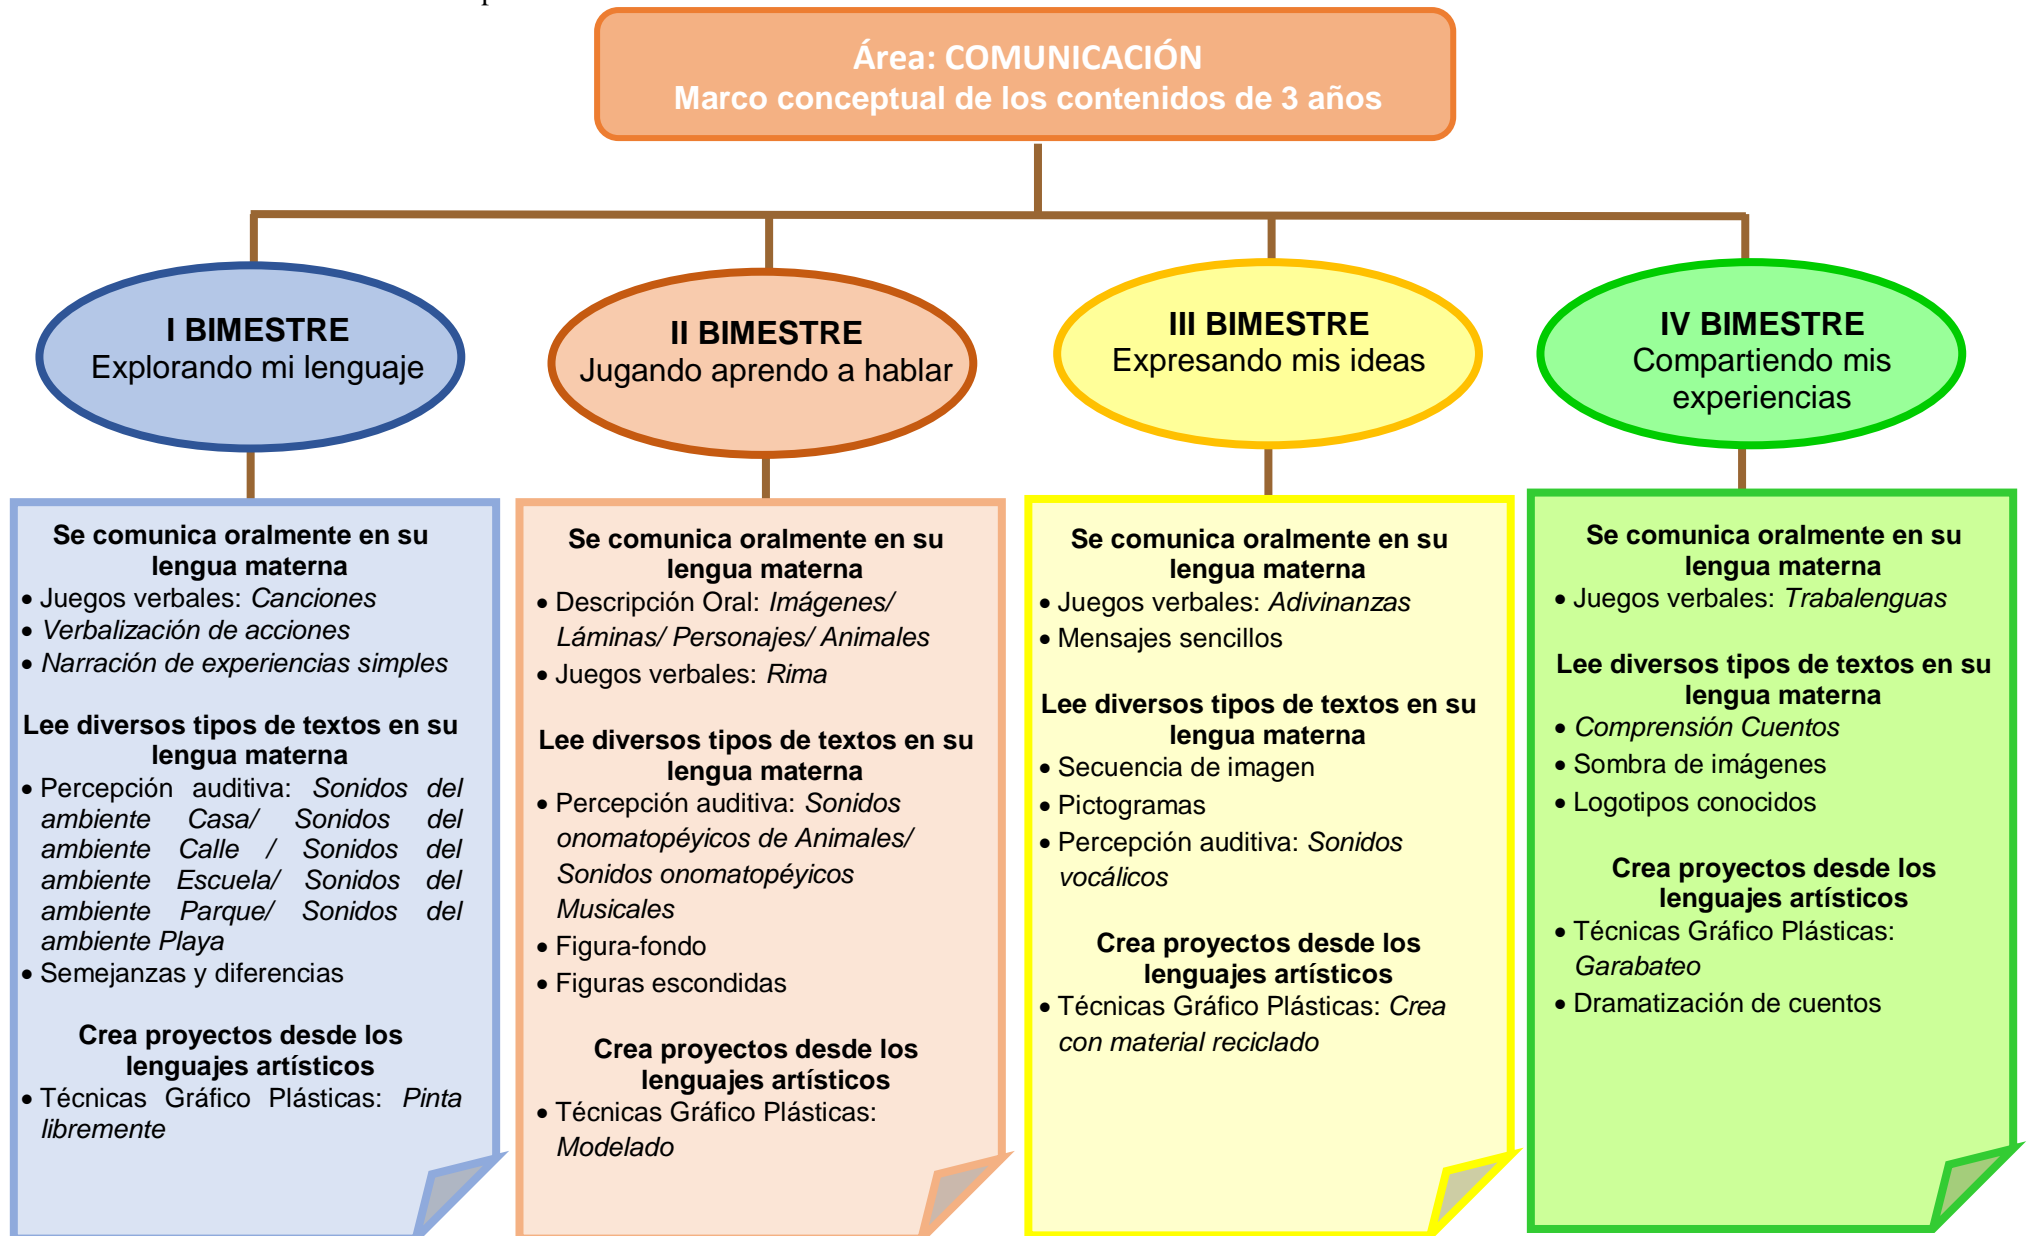 Área: COMUNICACIÓN
Marco conceptual de los contenidos de 3 años
I BIMESTRE
Explorando mi lenguaje
II BIMESTRE
Jugando aprendo a hablar
III BIMESTRE
Expresando mis ideas
IV BIMESTRE
Compartiendo mis
experiencias
Se comunica oralmente en su
lengua materna
• Juegos verbales: Canciones
• Verbalización de acciones
• Narración de experiencias simples
Lee diversos tipos de textos en su
lengua materna
• Percepción auditiva: Sonidos del
ambiente Casa/ Sonidos del
ambiente Calle / Sonidos del
ambiente Escuela/ Sonidos del
ambiente Parque/ Sonidos del
ambiente Playa
• Semejanzas y diferencias
Crea proyectos desde los
lenguajes artísticos
• Técnicas Gráfico Plásticas: Pinta
libremente
Se comunica oralmente en su
lengua materna
• Descripción Oral: Imágenes/
Láminas/ Personajes/ Animales
• Juegos verbales: Rima
Lee diversos tipos de textos en su
lengua materna
• Percepción auditiva: Sonidos
onomatopéyicos de Animales/
Sonidos onomatopéyicos
Musicales
• Figura-fondo
• Figuras escondidas
Crea proyectos desde los
lenguajes artísticos
• Técnicas Gráfico Plásticas:
Modelado
Se comunica oralmente en su
lengua materna
• Juegos verbales: Adivinanzas
• Mensajes sencillos
Lee diversos tipos de textos en su
lengua materna
• Secuencia de imagen
• Pictogramas
• Percepción auditiva: Sonidos
vocálicos
Crea proyectos desde los
lenguajes artísticos
• Técnicas Gráfico Plásticas: Crea
con material reciclado
Se comunica oralmente en su
lengua materna
• Juegos verbales: Trabalenguas
Lee diversos tipos de textos en su
lengua materna
• Comprensión Cuentos
• Sombra de imágenes
• Logotipos conocidos
Crea proyectos desde los
lenguajes artísticos
• Técnicas Gráfico Plásticas:
Garabateo
• Dramatización de cuentos